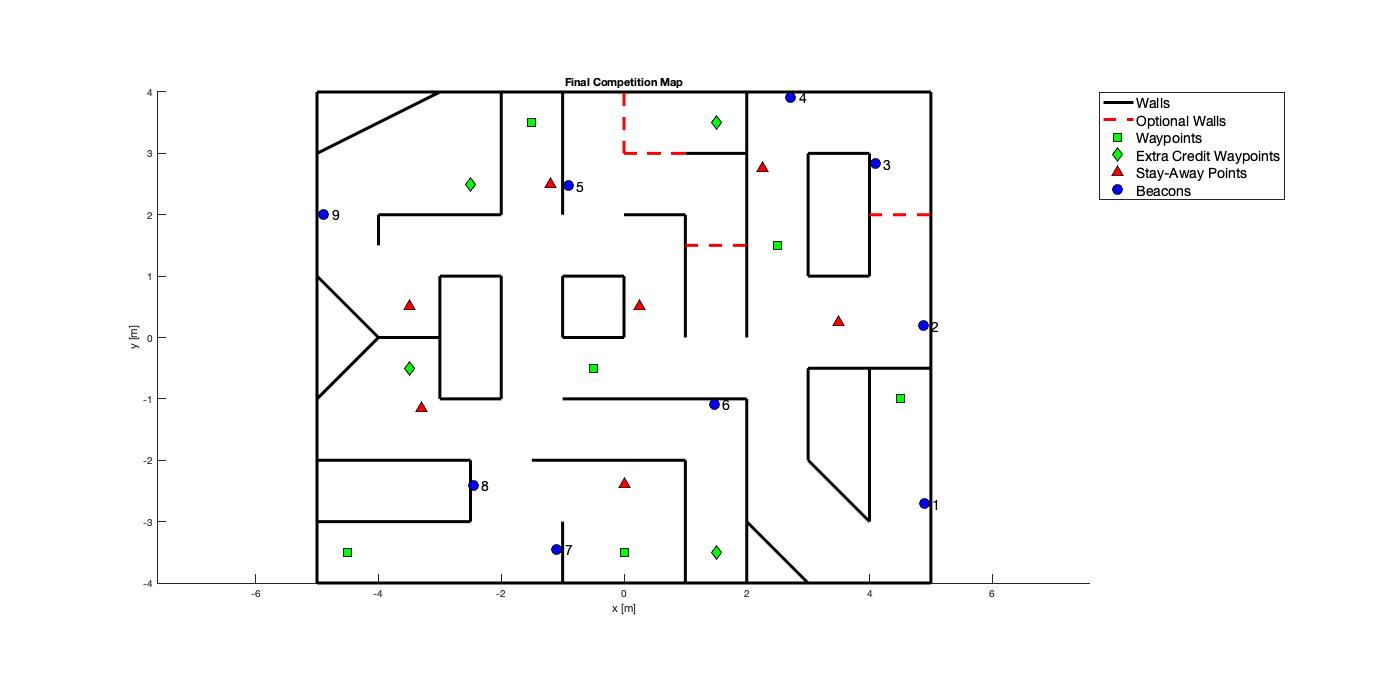 Final Competition Map
4
3
2
1
0
-1
-2
-3
-4
y [m]
-6
-4
-2
0
2
4
6
x [m]
4
3
5
9
2
6
8
1
7
Walls
Optional Walls
Waypoints
Extra Credit Waypoints
Stay-Away Points
Beacons